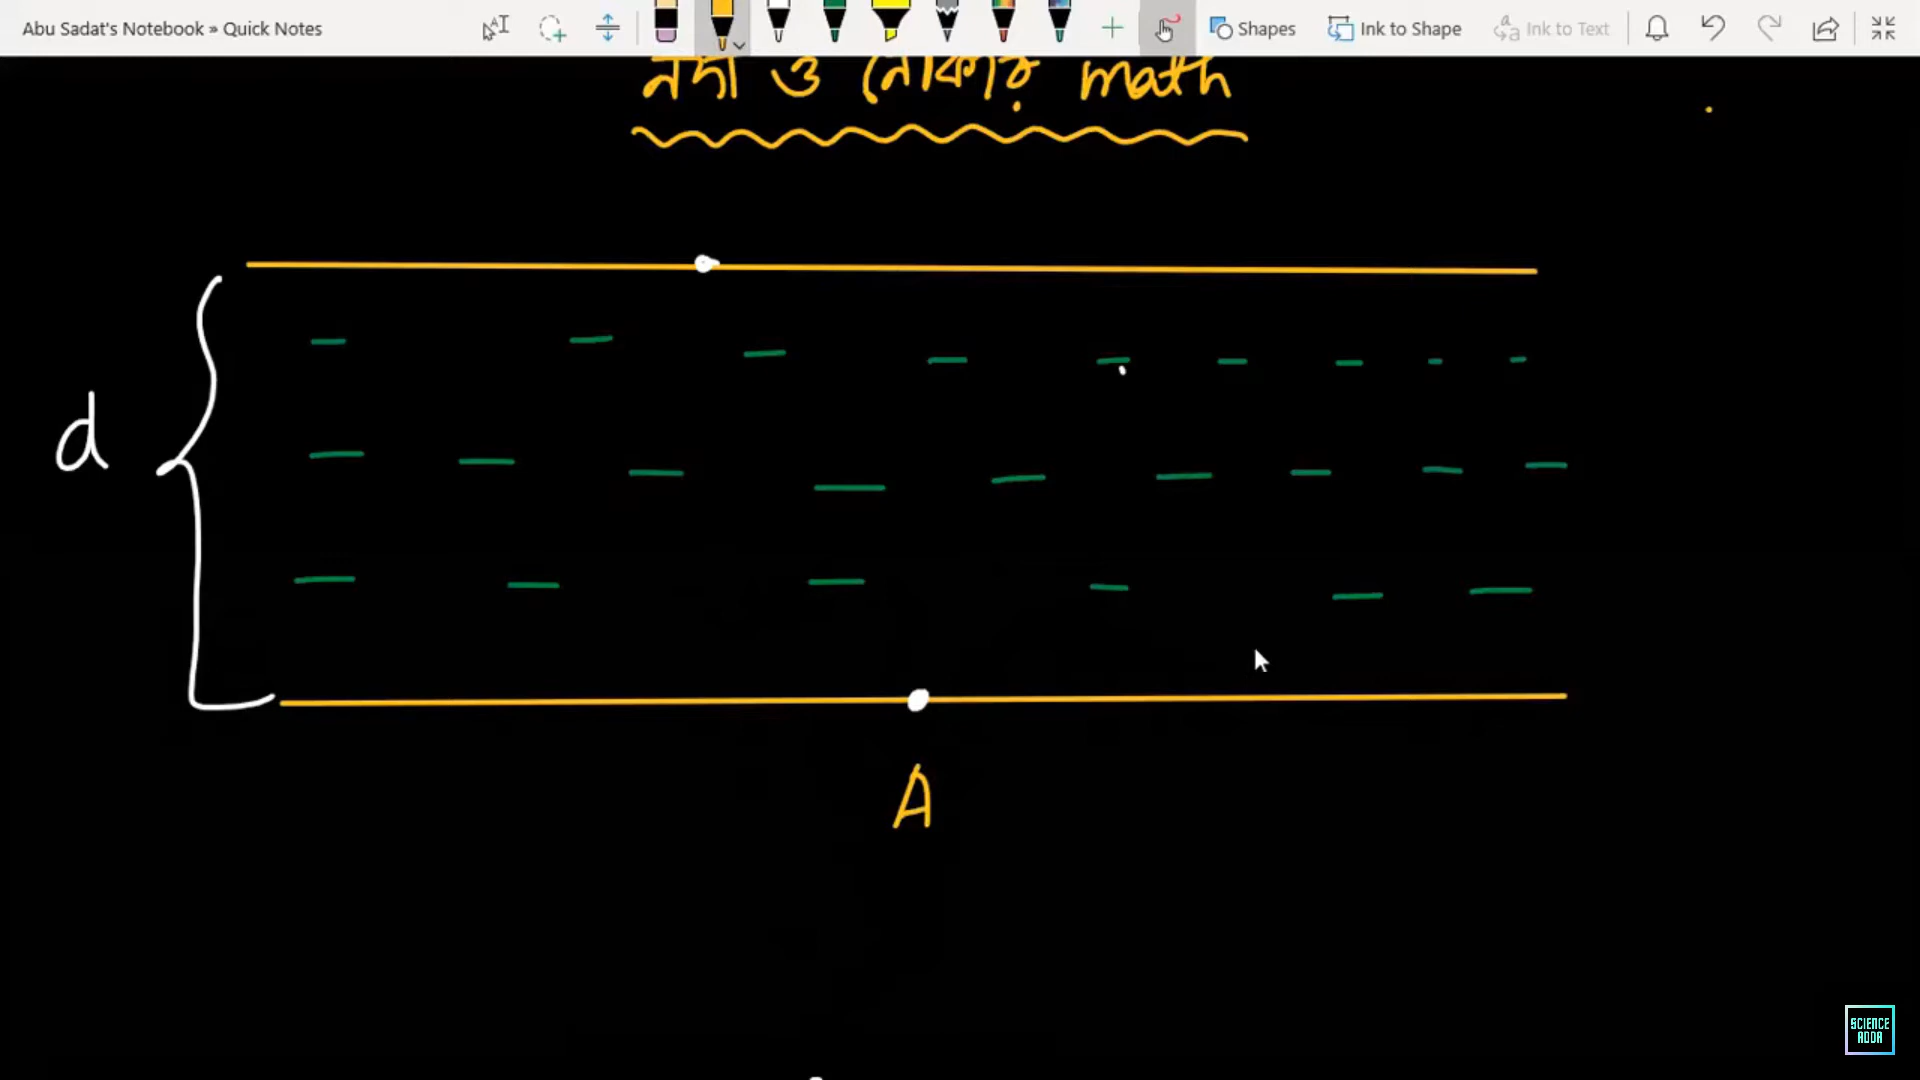 Abu Sadat's Notebook » Quick Notes
Shapes
Ink to Shape
Ink to Text
নদী ও নৌকার math
d
A
SCIENCE
ADDA